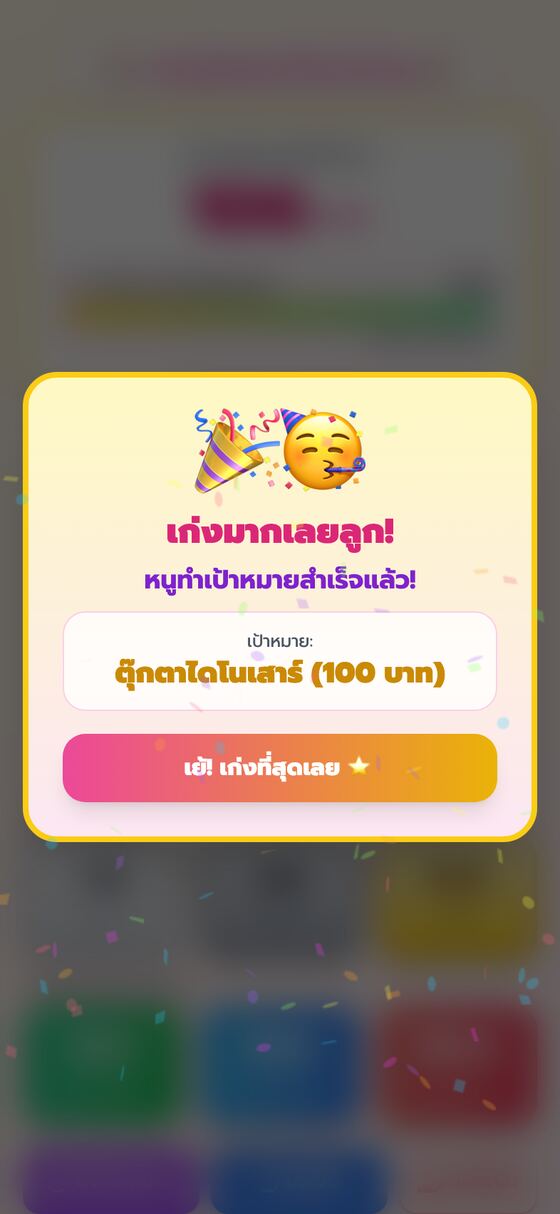 เก่งมากเลยลูก!
หนูทำเป้าหมายสำเร็จแล้ว!
เป้าหมาย:
ตุ๊กตาไดโนเสาร์ (100 บาท)
เย้! เก่งที่สุดเลย ⭐